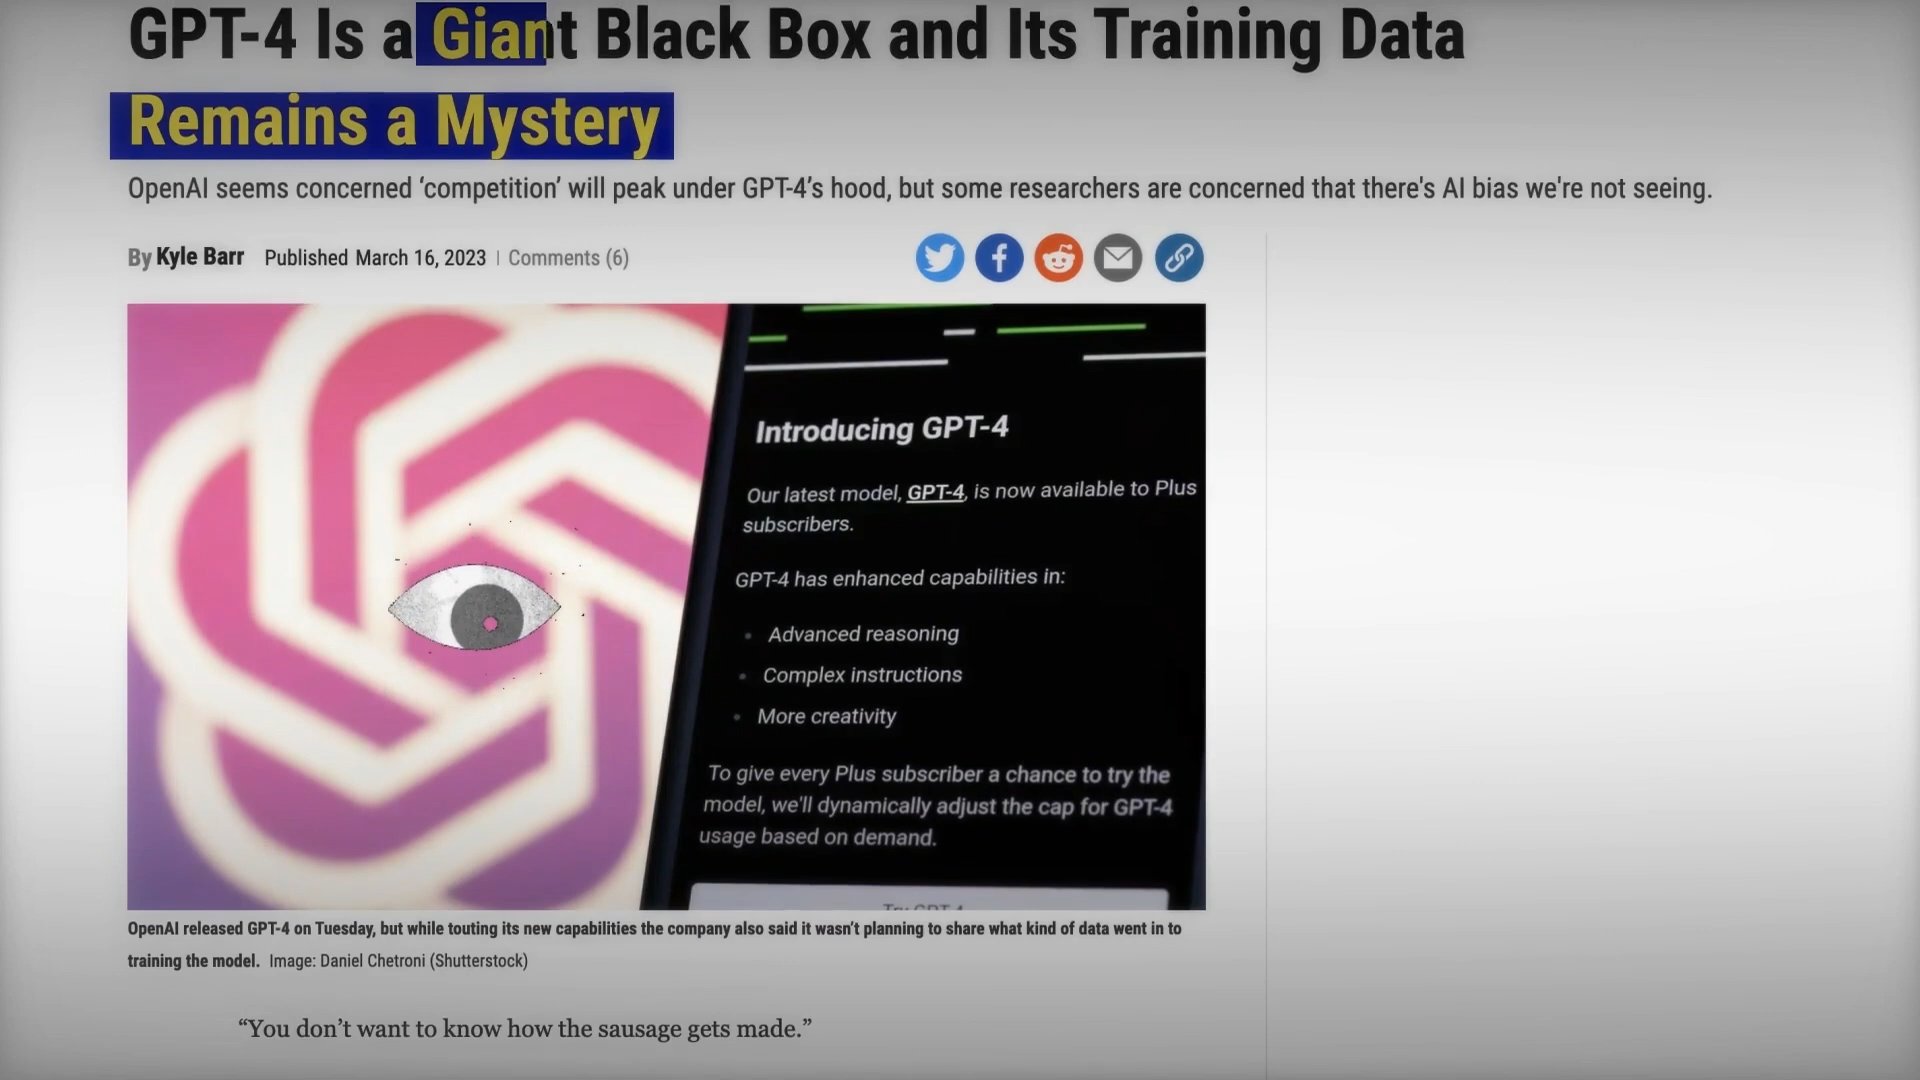 GPT-4 Is a Giant Black Box and Its Training Data
Remains a Mystery
OpenAI seems concerned ‘competition’ will peak under GPT-4’s hood, but some researchers are concerned that there's AI bias we're not seeing.
By Kyle Barr Published March 16, 2023 | Comments (6)
Introducing GPT-4
Our latest model, GPT-4, is now available to Plus
subscribers.
GPT-4 has enhanced capabilities in:
• Advanced reasoning
• Complex instructions
• More creativity
To give every Plus subscriber a chance to try the
model, we'll dynamically adjust the cap for GPT-4
usage based on demand.
OpenAI released GPT-4 on Tuesday, but while touting its new capabilities the company also said it wasn’t planning to share what kind of data went in to
training the model. Image: Daniel Chetroni (Shutterstock)
“You don’t want to know how the sausage gets made.”